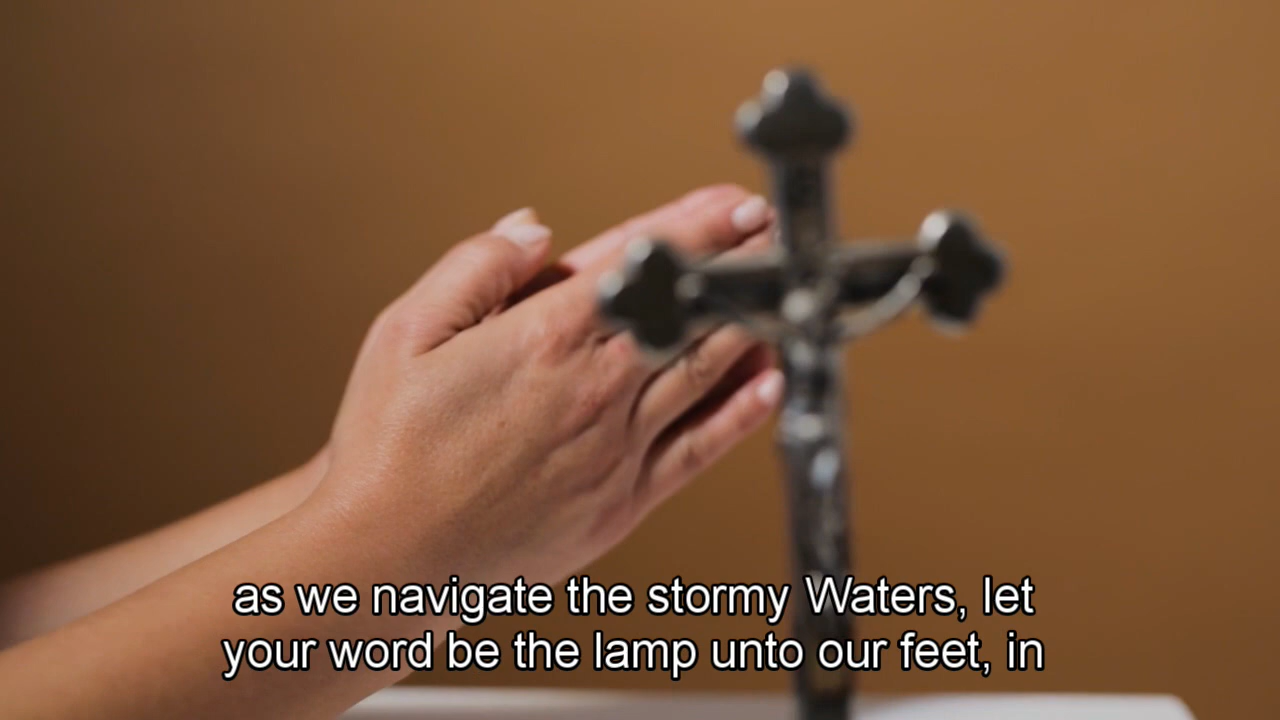 as we navigate the stormy Waters, let
your word be the lamp unto our feet, in